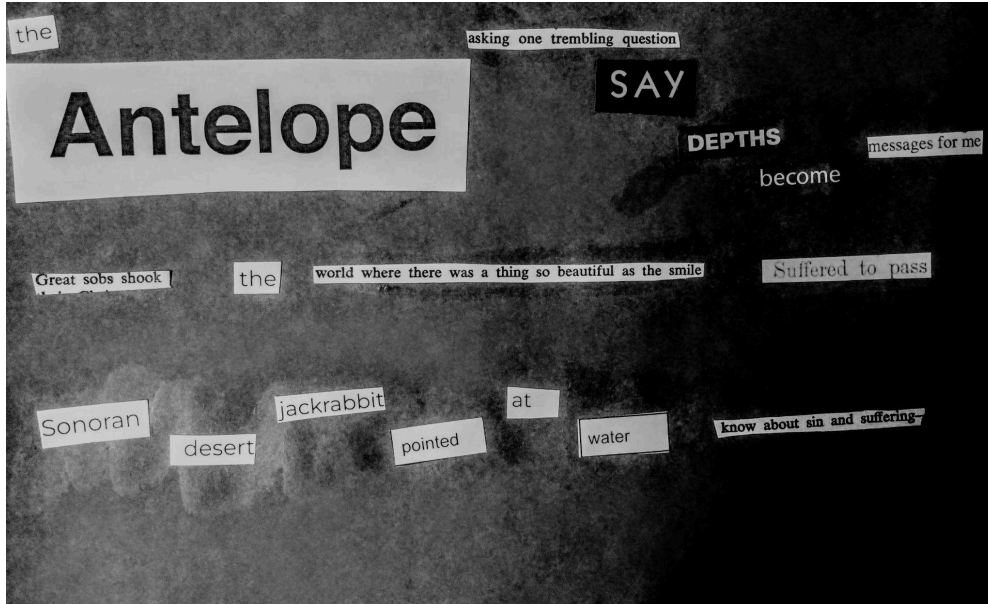 the
Antelope
asking one trembling question
SAY
DEPTHS
become
messages for me
Great sobs shook the world where there was a thing so beautiful as the smile Suffered to pass
Sonoran desert jackrabbit pointed at water know about sin and suffering—